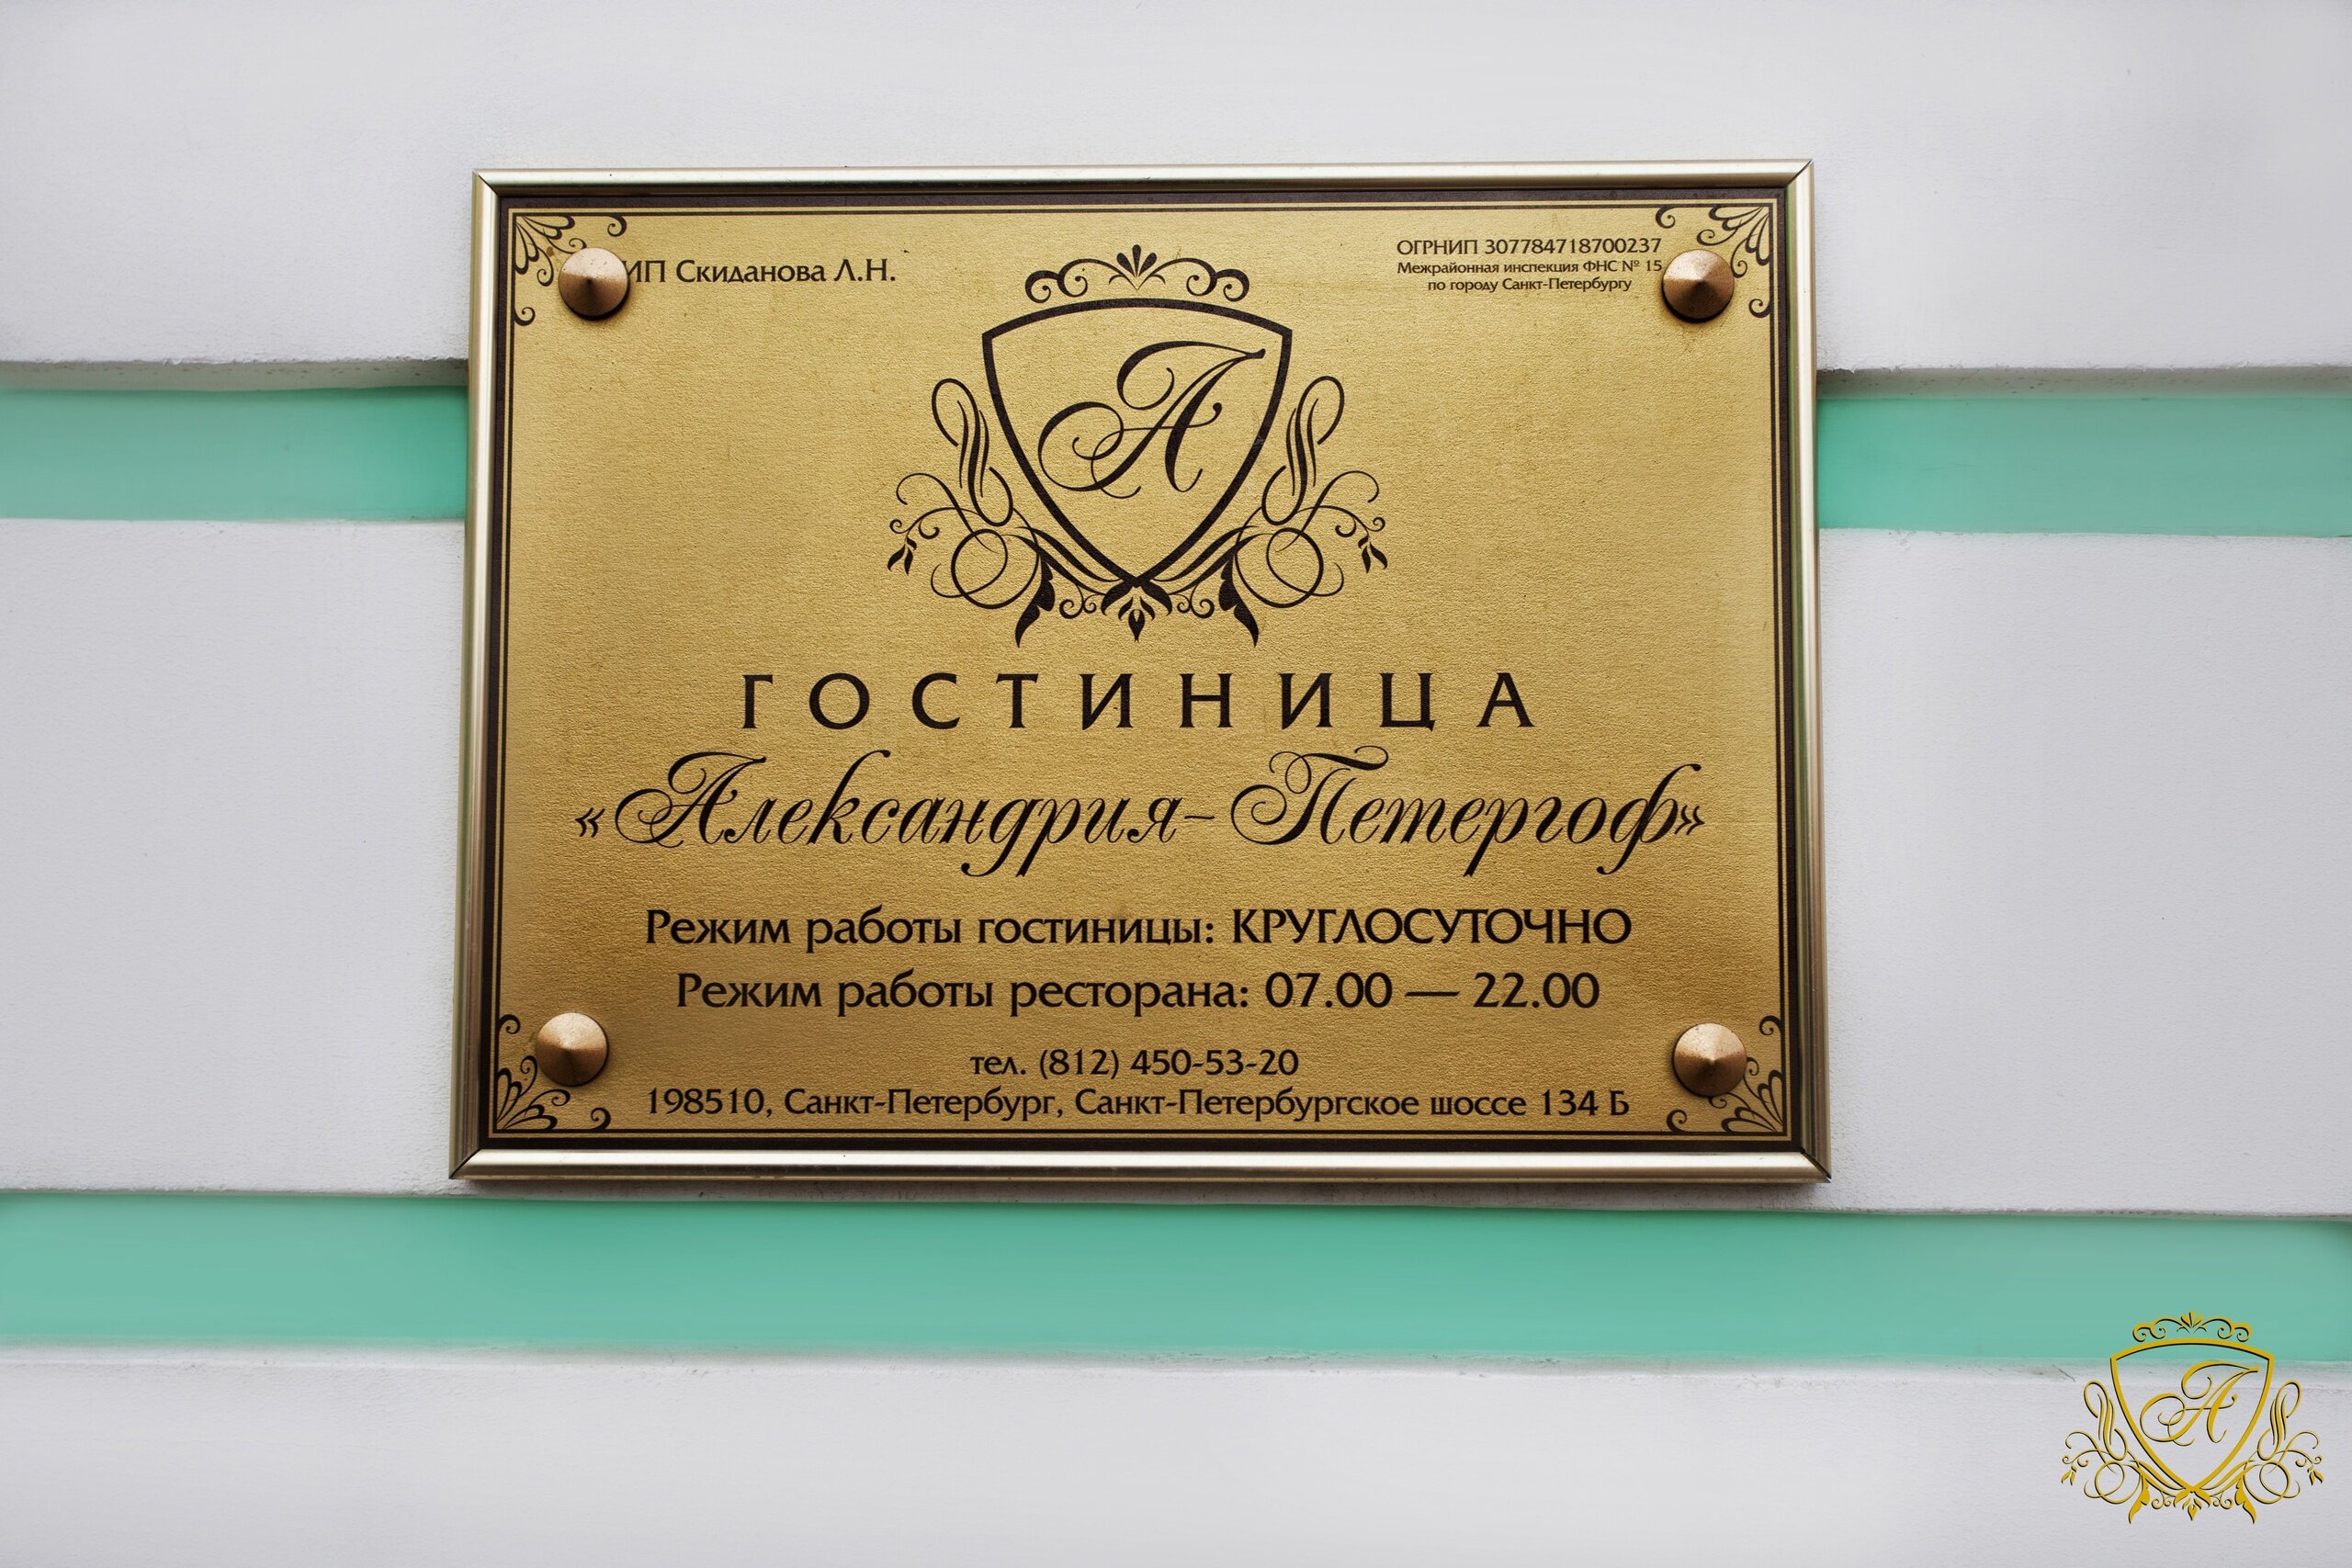 ИП Скиданова Л.Н.
ОГРНИП 307784718700237
Межрайонная инспекция ФНС № 15
по городу Санкт-Петербургу
А
ГОСТИНИЦА
«Александрия-Петергоф»
Режим работы гостиницы: КРУГЛОСУТОЧНО
Режим работы ресторана: 07.00 — 22.00
тел. (812) 450-53-20
198510, Санкт-Петербург, Санкт-Петербургское шоссе 134 Б
А